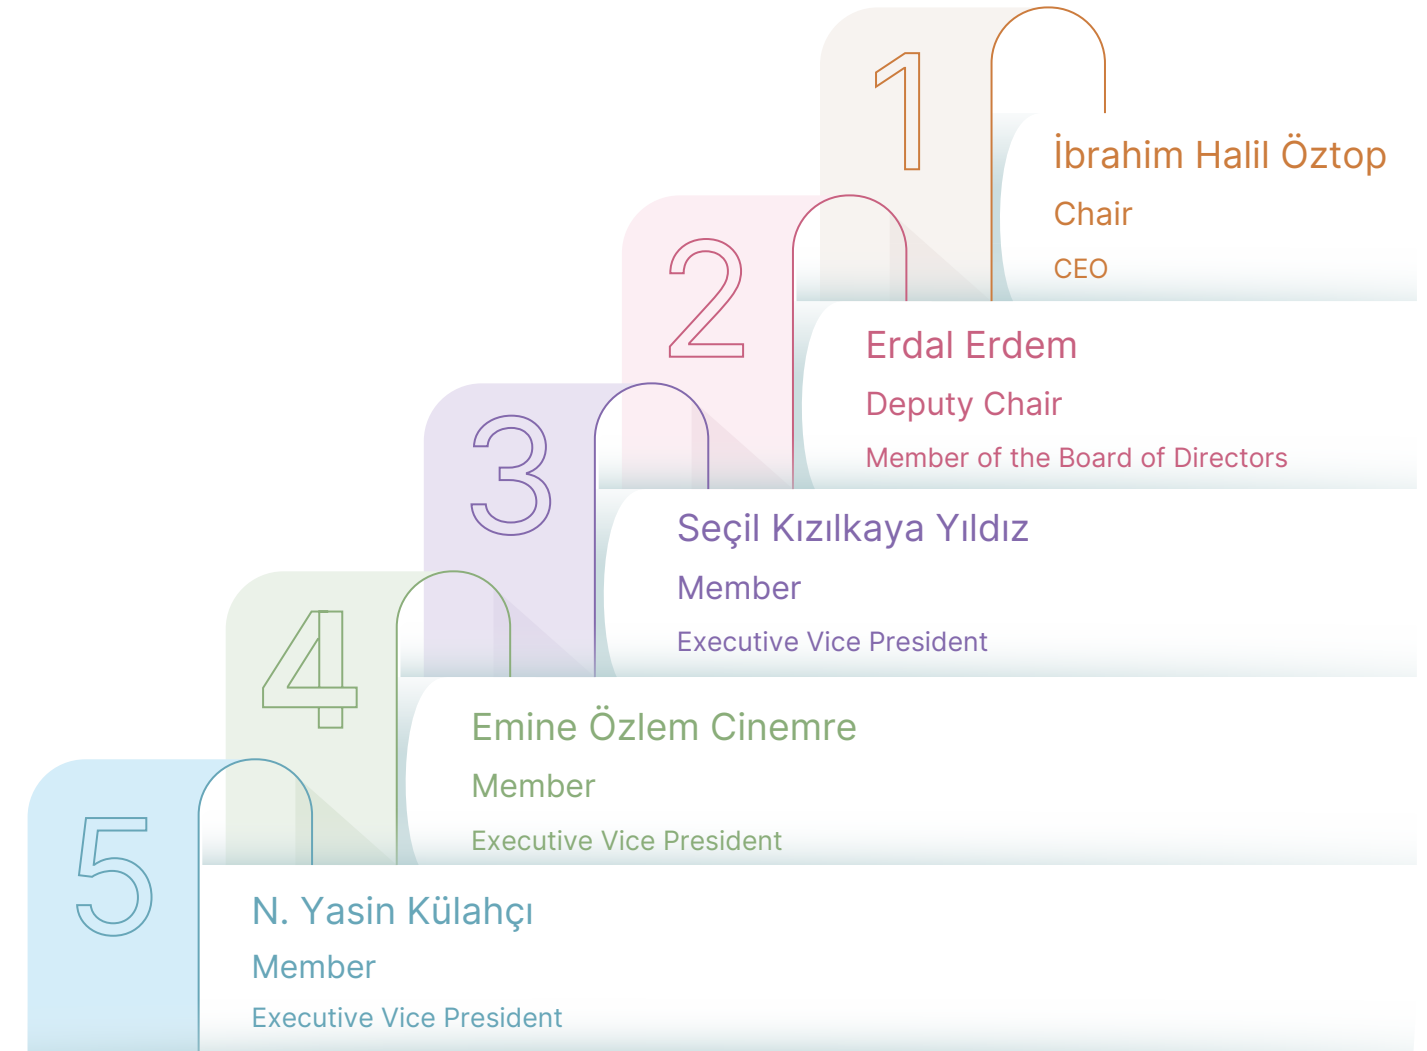 1
İbrahim Halil Öztop
Chair
CEO
2
Erdal Erdem
Deputy Chair
Member of the Board of Directors
3
Seçil Kızılkaya Yıldız
Member
Executive Vice President
4
Emine Özlem Cinemre
Member
Executive Vice President
5
N. Yasin Külahçı
Member
Executive Vice President